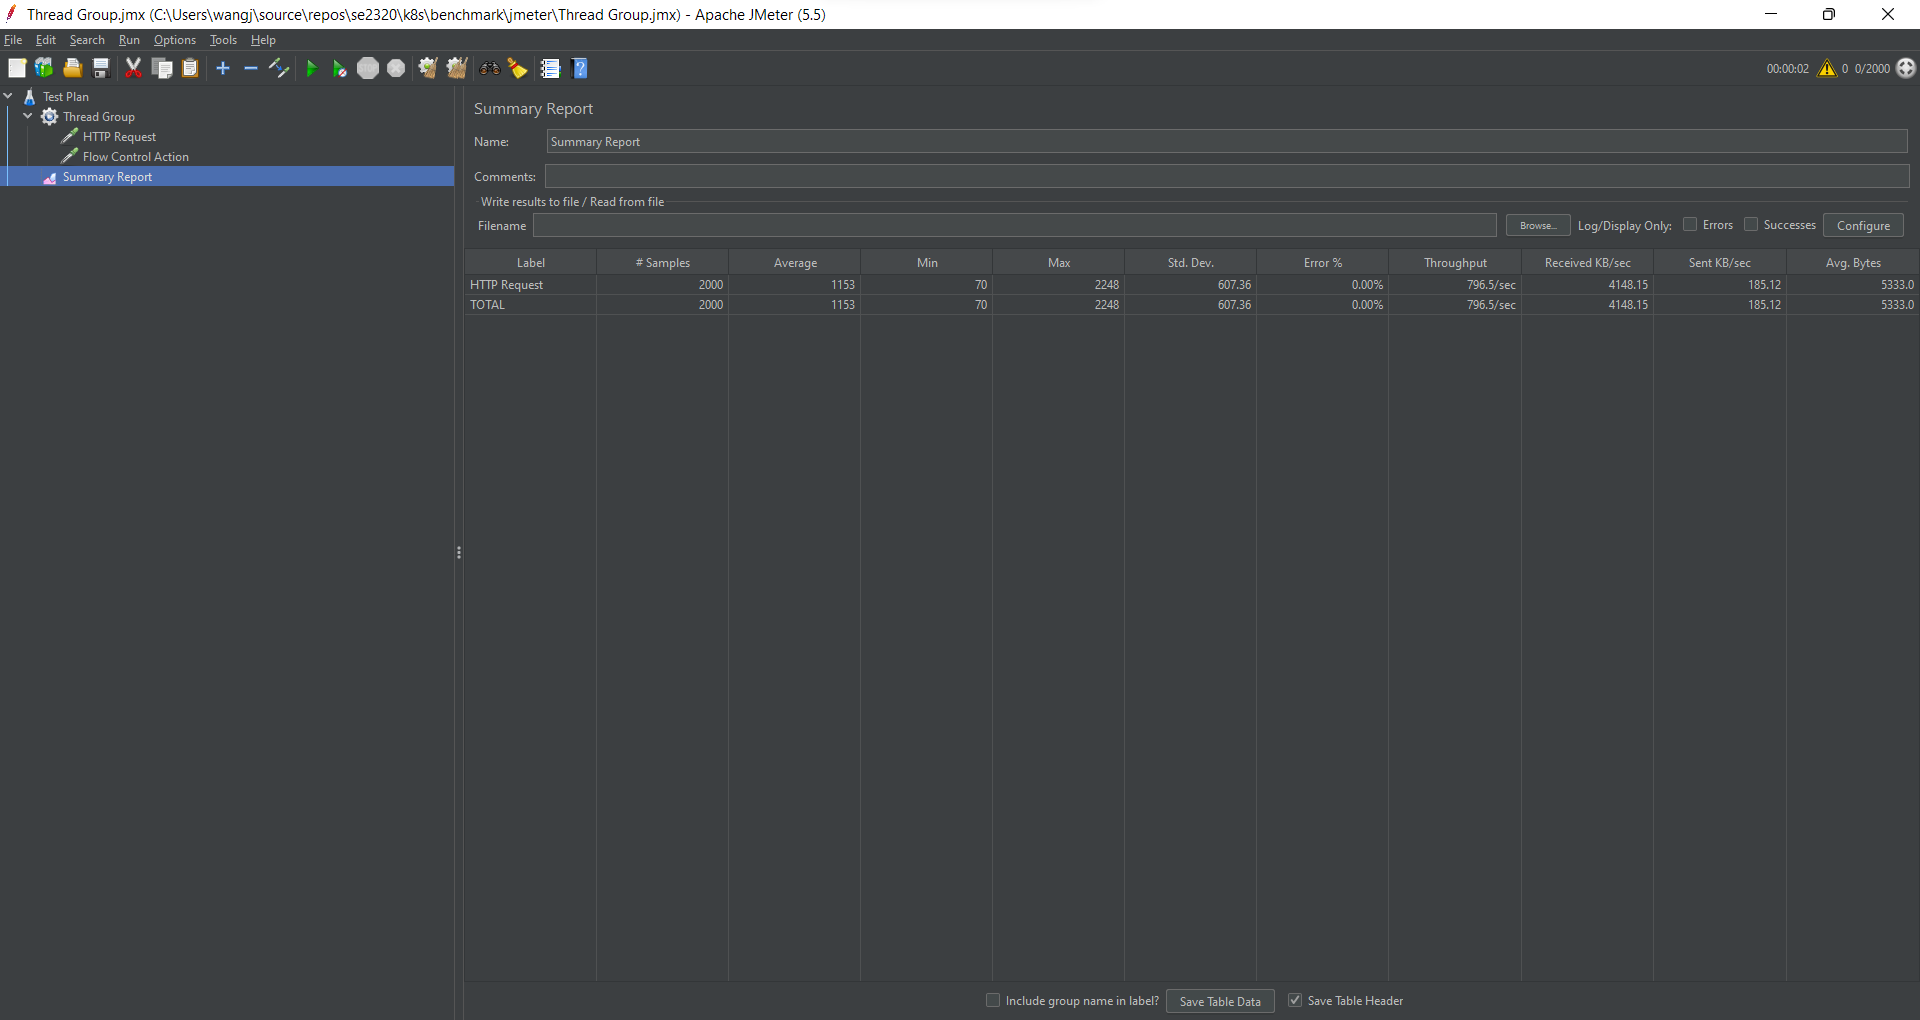 Thread Group.jmx (C:\Users\wangj\source\repos\se2320\k8s\benchmark\jmeter\Thread Group.jmx) - Apache JMeter (5.5)
File Edit Search Run Options Tools Help
00:00:02 0 0/2000
Test Plan
Thread Group
HTTP Request
Flow Control Action
Summary Report
Summary Report
Name: Summary Report
Comments:
Write results to file / Read from file
Filename Browse... Log/Display Only: Errors Successes Configure
Label # Samples Average Min Max Std. Dev. Error % Throughput Received KB/sec Sent KB/sec Avg. Bytes
HTTP Request 2000 1153 70 2248 607.36 0.00% 796.5/sec 4148.15 185.12 5333.0
TOTAL 2000 1153 70 2248 607.36 0.00% 796.5/sec 4148.15 185.12 5333.0
Include group name in label? Save Table Data Save Table Header